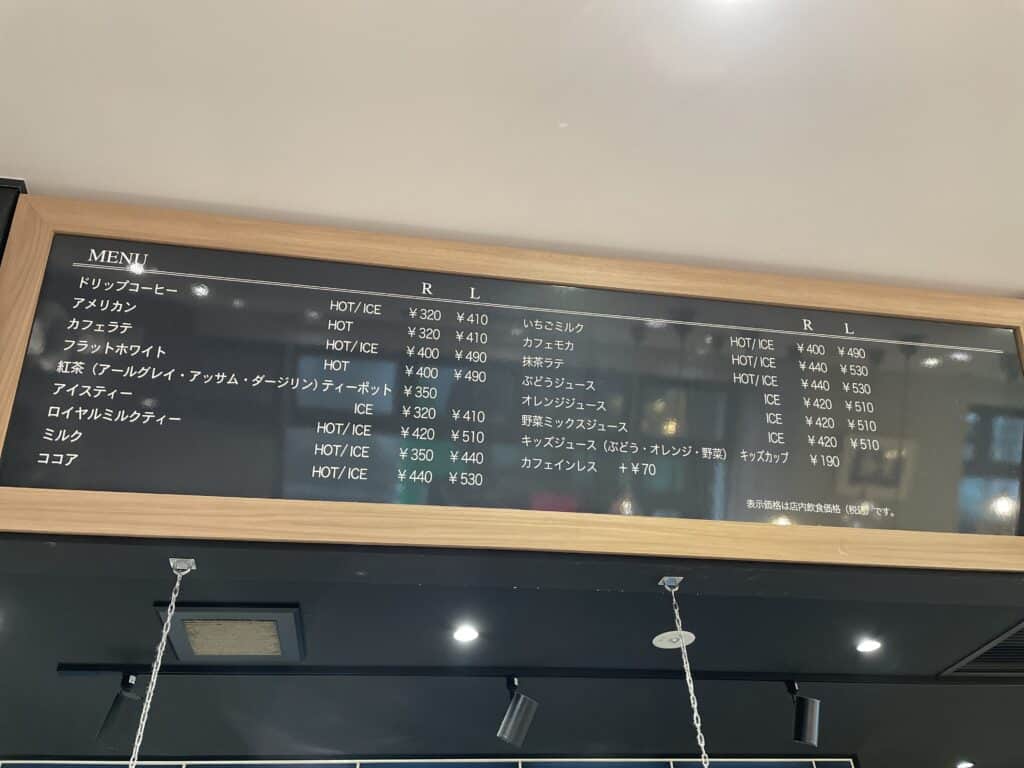 MENU
R L
ドリップコーヒー HOT/ICE ¥320 ¥410
アメリカン HOT ¥320 ¥410
カフェラテ HOT/ICE ¥400 ¥490
フラットホワイト HOT ¥400 ¥490
紅茶（アールグレイ・アッサム・ダージリン）ティーポット ¥350
アイスティー ICE ¥320 ¥410
ロイヤルミルクティー HOT/ICE ¥420 ¥510
ミルク HOT/ICE ¥350 ¥440
ココア HOT/ICE ¥440 ¥530
R L
いちごミルク HOT/ICE ¥400 ¥490
カフェモカ HOT/ICE ¥440 ¥530
抹茶ラテ HOT/ICE ¥440 ¥530
ぶどうジュース ICE ¥420 ¥510
オレンジジュース ICE ¥420 ¥510
野菜ミックスジュース ICE ¥420 ¥510
キッズジュース（ぶどう・オレンジ・野菜） キッズカップ ¥190
カフェインレス +¥70
表示価格は店内飲食価格（税込）です。